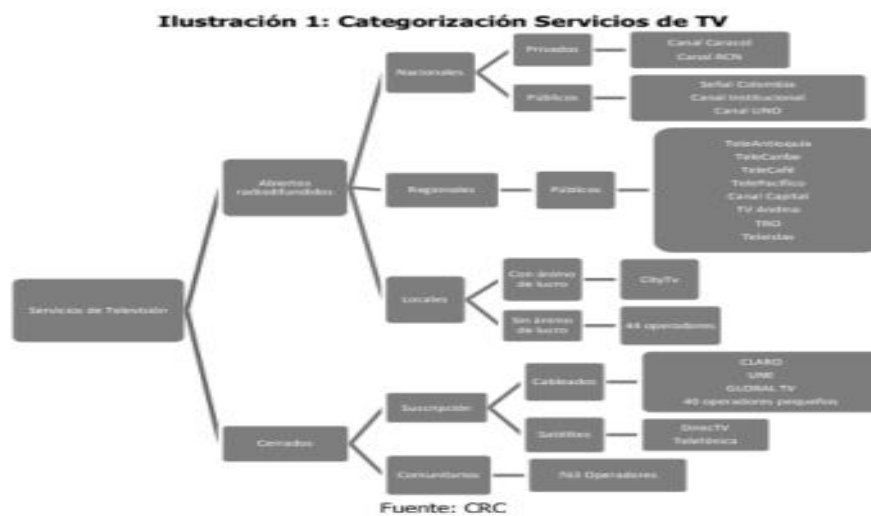 Ilustración 1: Categorización Servicios de TV
Servicios de Televisión
Abiertos
radiodifundidos
Nacionales
Privados
Canal Caracol
Canal RCN
Públicos
Señal Colombia
Canal Institucional
Canal UNO
Regionales
Públicos
TeleAntioquia
TeleCaribe
TeleCafé
TelePacífico
Canal Capital
TV Andina
TRO
Teleislas
Locales
Con ánimo
de lucro
CityTv
Sin ánimo
de lucro
44 operadores
Cerrados
Suscripción
Cableados
CLARO
UNE
GLOBAL TV
40 operadores pequeños
Satelites
DirecTV
Telefónica
Comunitarios
Operadores
Fuente: CRC